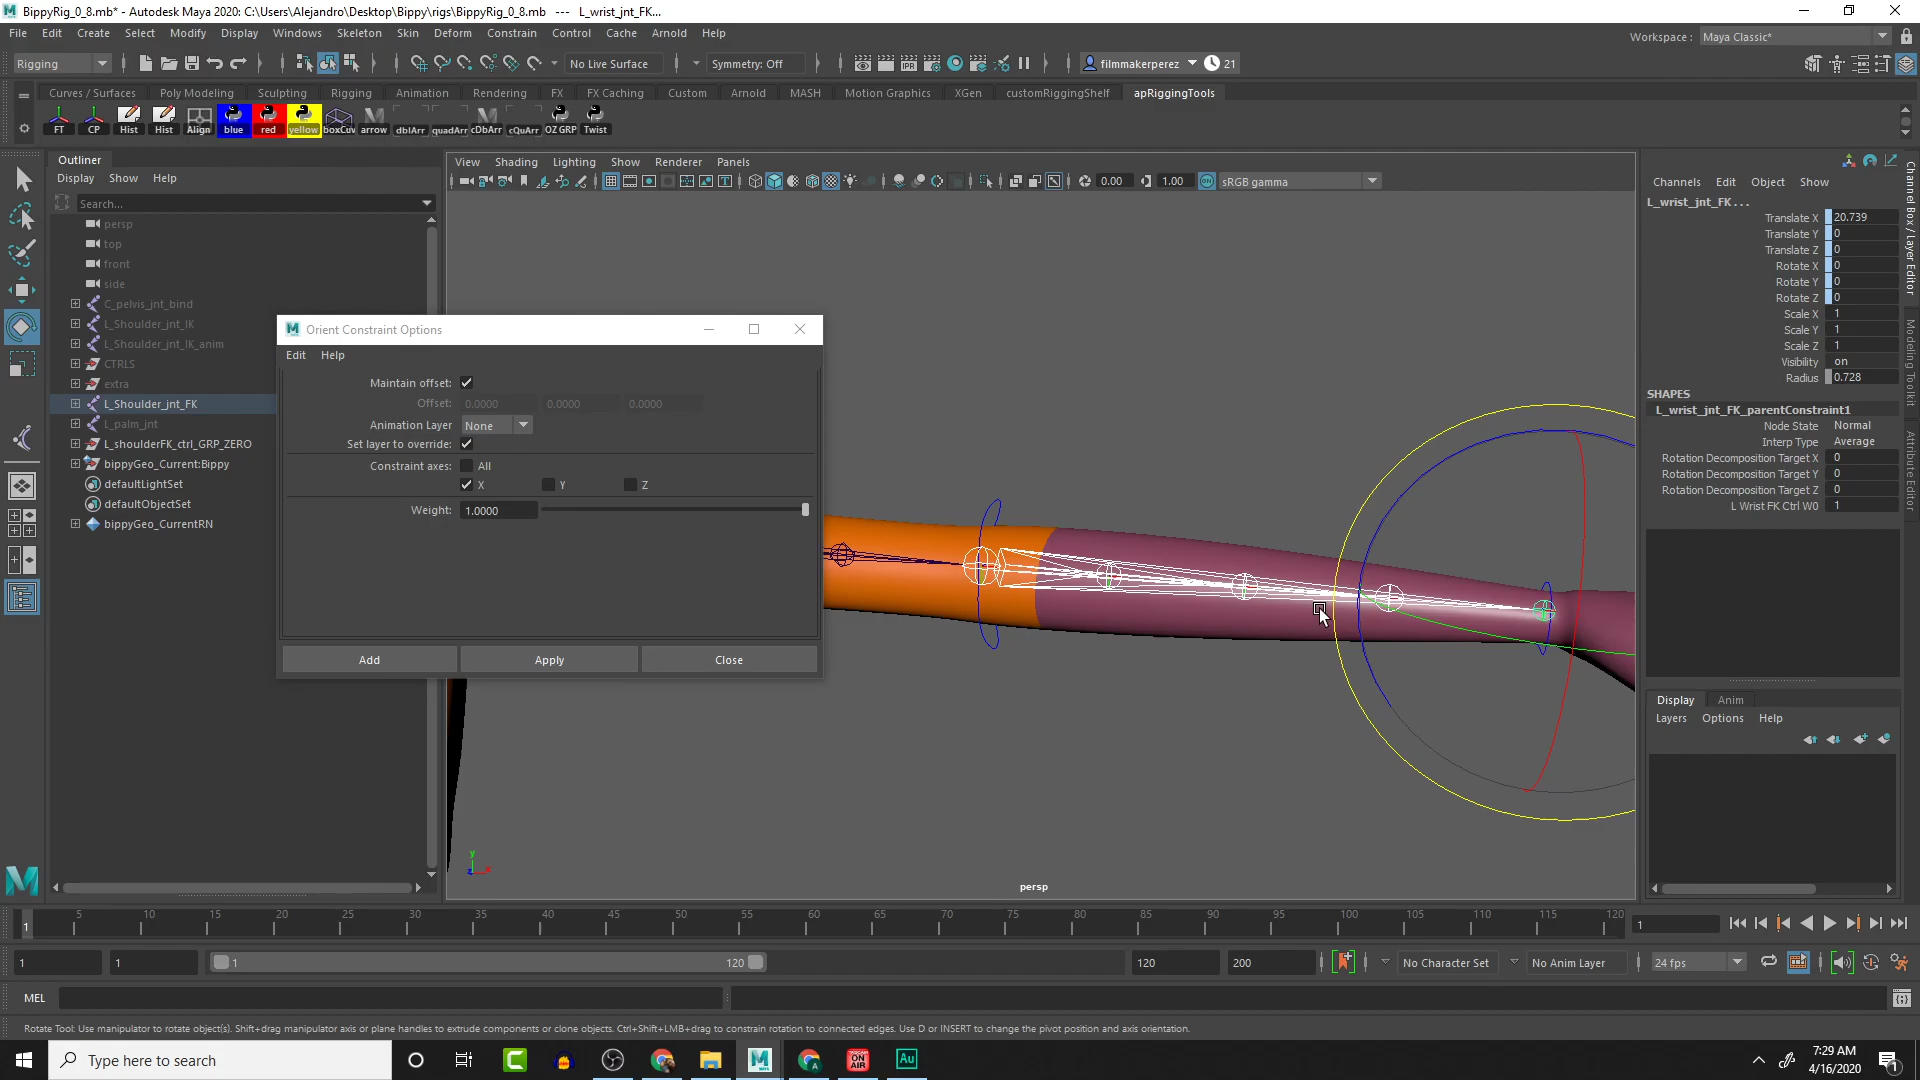 BippyRig_0_8.mb* - Autodesk Maya 2020: C:\Users\Alejandro\Desktop\Bippy\rigs\BippyRig_0_8.mb --- L_wrist_jnt_FK...
File Edit Create Select Modify Display Windows Skeleton Skin Deform Constrain Control Cache Arnold Help
Workspace : Maya Classic*
Rigging
No Live Surface
Symmetry: Off
filmmakerperez
21
Curves / Surfaces Poly Modeling Sculpting Rigging Animation Rendering FX FX Caching Custom Arnold MASH Motion Graphics XGen customRiggingShelf apRiggingTools
FT CP Hist Hist Align blue red yellow boxCuv arrow dblArr quadArr cDbArr cQuArr OZ GRP Twist
Outliner
Display Show Help
Search...
persp
top
front
side
C_pelvis_jnt_bind
L_Shoulder_jnt_IK
L_Shoulder_jnt_IK_anim
CTRLS
extra
L_Shoulder_jnt_FK
L_palm_jnt
L_shoulderFK_ctrl_GRP_ZERO
bippyGeo_Current:Bippy
defaultLightSet
defaultObjectSet
bippyGeo_CurrentRN
View Shading Lighting Show Renderer Panels
0.00
1.00
ON
sRGB gamma
Orient Constraint Options
Edit Help
Maintain offset:
Offset: 0.0000 0.0000 0.0000
Animation Layer None
Set layer to override:
Constraint axes: All
X Y Z
Weight: 1.0000
Add Apply Close
persp
y
x
z
Channels Edit Object Show
L_wrist_jnt_FK . . .
Translate X 20.739
Translate Y 0
Translate Z 0
Rotate X 0
Rotate Y 0
Rotate Z 0
Scale X 1
Scale Y 1
Scale Z 1
Visibility on
Radius 0.728
SHAPES
L_wrist_jnt_FK_parentConstraint1
Node State Normal
Interp Type Average
Rotation Decomposition Target X 0
Rotation Decomposition Target Y 0
Rotation Decomposition Target Z 0
L Wrist FK Ctrl W0 1
Channel Box / Layer Editor
Modeling Toolkit
Attribute Editor
Display Anim
Layers Options Help
5 10 15 20 25 30 35 40 45 50 55 60 65 70 75 80 85 90 95 100 105 110 115 120
1
1
1 1 1 120 120 200
No Character Set
No Anim Layer
24 fps
MEL
Rotate Tool: Use manipulator to rotate object(s). Shift+drag manipulator axis or plane handles to extrude components or clone objects. Ctrl+Shift+LMB+drag to constrain rotation to connected edges. Use D or INSERT to change the pivot position and axis orientation.
Type here to search
ON AIR
Au
7:29 AM
4/16/2020
1